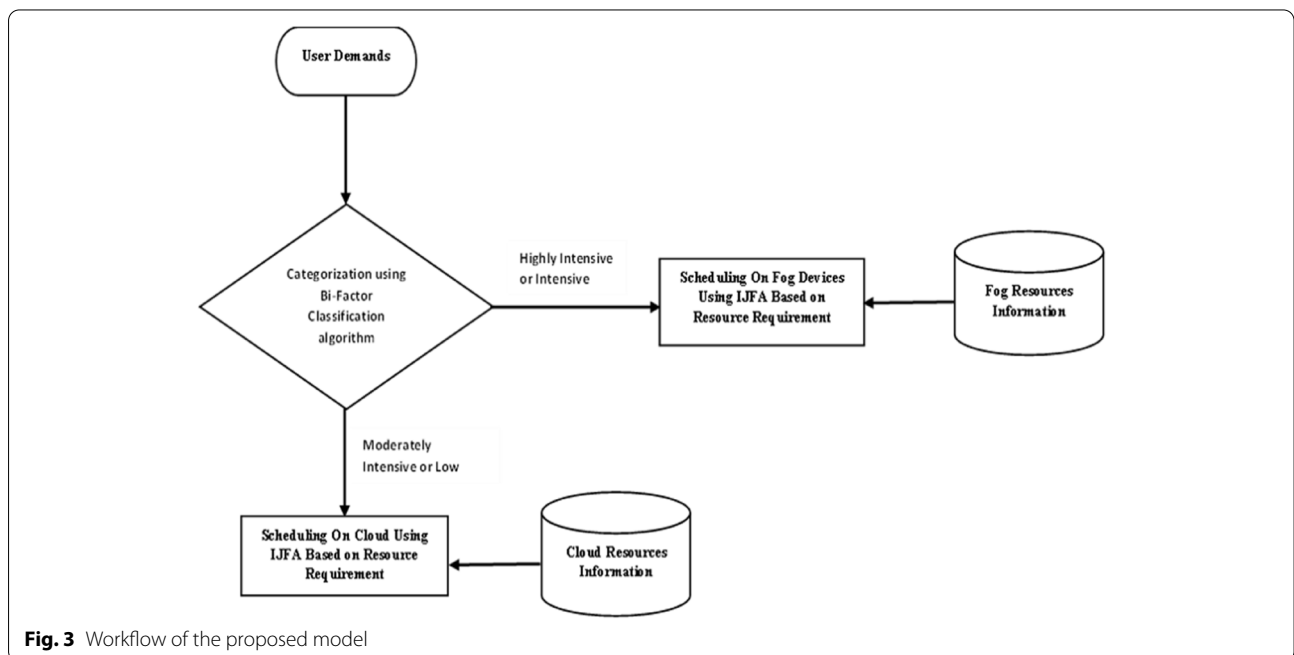 User Demands
Categorization using
Bi-Factor
Classification
algorithm
Highly Intensive
or Intensive
Scheduling On Fog Devices
Using IJFA Based on
Resource Requirement
Fog Resources
Information
Moderately
Intensive or Low
Scheduling On Cloud Using
IJFA Based on Resource
Requirement
Cloud Resources
Information
Fig. 3 Workflow of the proposed model